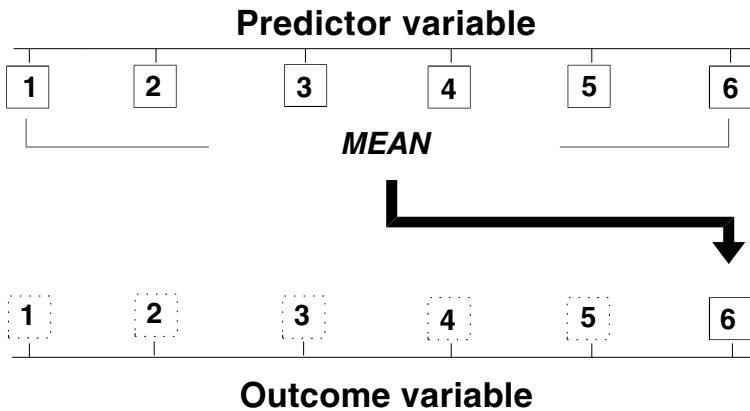 Predictor variable
1 2 3 4 5 6
MEAN
1 2 3 4 5 6
Outcome variable